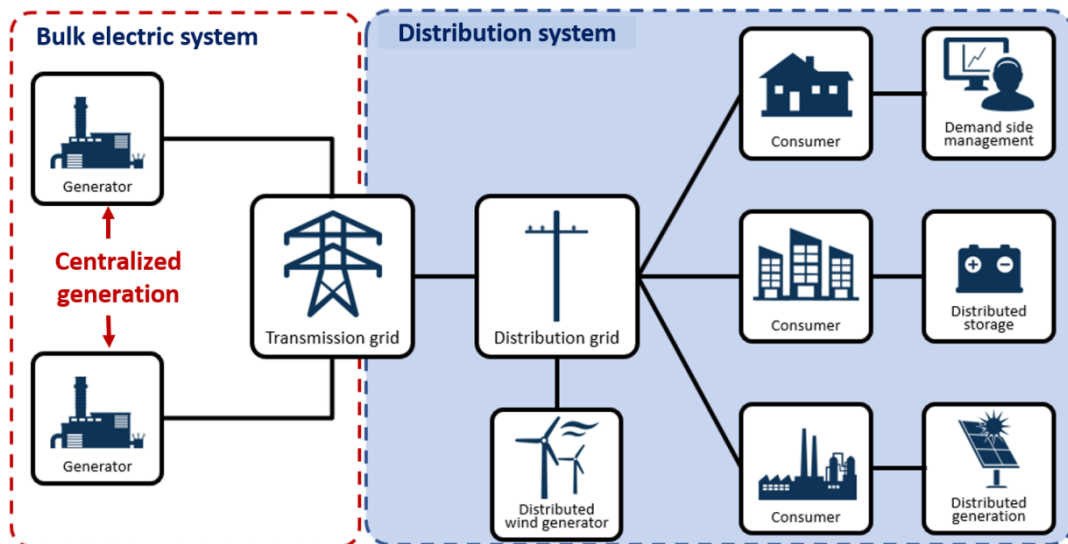 Bulk electric system
Distribution system
Generator
Centralized
generation
Generator
Transmission grid
Distribution grid
Distributed
wind generator
Consumer
Demand side
management
Consumer
Distributed
storage
Consumer
Distributed
generation